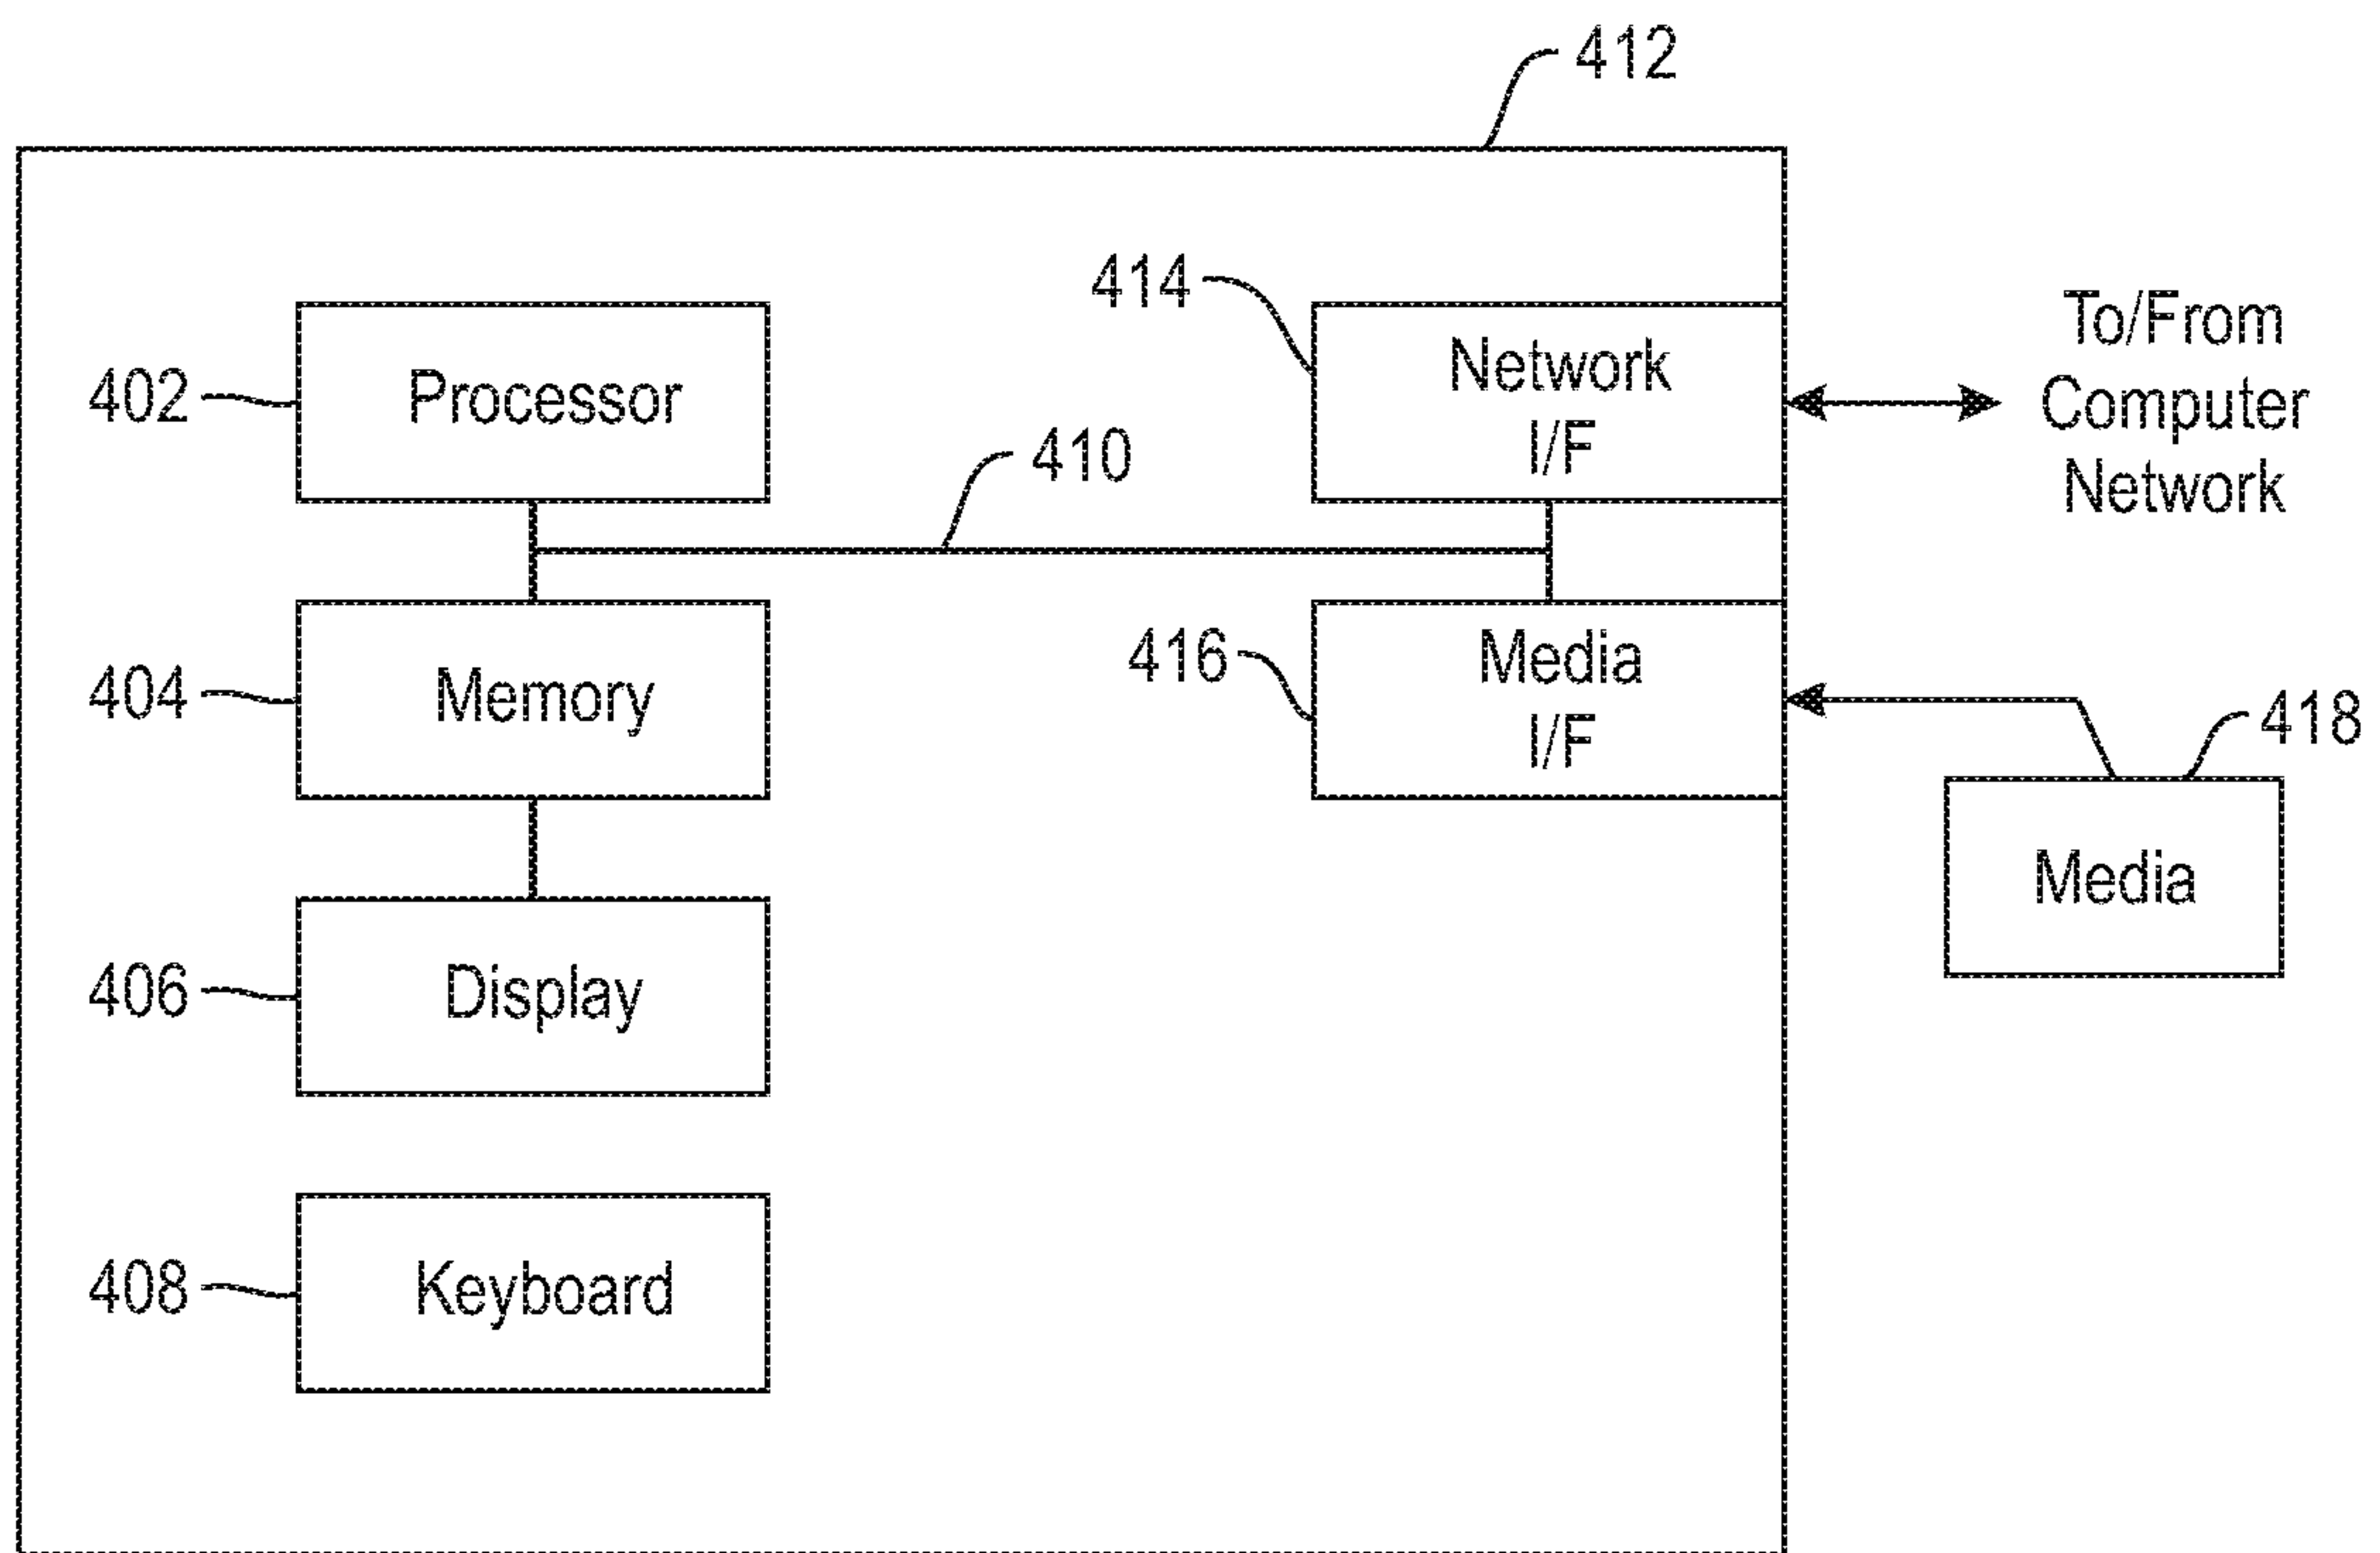 412
414
To/From
Computer
Network
Network
I/F
402
Processor
410
416
Media
I/F
404
Memory
418
Media
406
Display
408
Keyboard